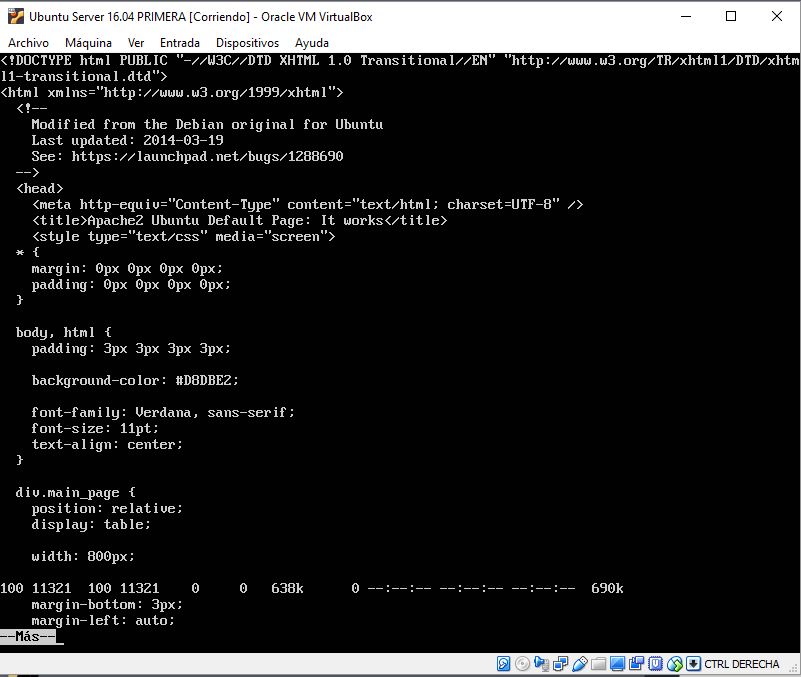 Ubuntu Server 16.04 PRIMERA [Corriendo] - Oracle VM VirtualBox
Archivo Máquina Ver Entrada Dispositivos Ayuda
<!DOCTYPE html PUBLIC "-//W3C//DTD XHTML 1.0 Transitional//EN" "http://www.w3.org/TR/xhtml1/DTD/xhtm
l1-transitional.dtd">
<html xmlns="http://www.w3.org/1999/xhtml">
  <!--
    Modified from the Debian original for Ubuntu
    Last updated: 2014-03-19
    See: https://launchpad.net/bugs/1288690
  -->
  <head>
    <meta http-equiv="Content-Type" content="text/html; charset=UTF-8" />
    <title>Apache2 Ubuntu Default Page: It works</title>
    <style type="text/css" media="screen">
  * {
    margin: 0px 0px 0px 0px;
    padding: 0px 0px 0px 0px;
  }
  body, html {
    padding: 3px 3px 3px 3px;
    background-color: #D8DBE2;
    font-family: Verdana, sans-serif;
    font-size: 11pt;
    text-align: center;
  }
  div.main_page {
    position: relative;
    display: table;
    width: 800px;
100 11321  100 11321    0     0   638k      0 --:--:-- --:--:-- --:--:--  690k
    margin-bottom: 3px;
    margin-left: auto;
--Más--
CTRL DERECHA